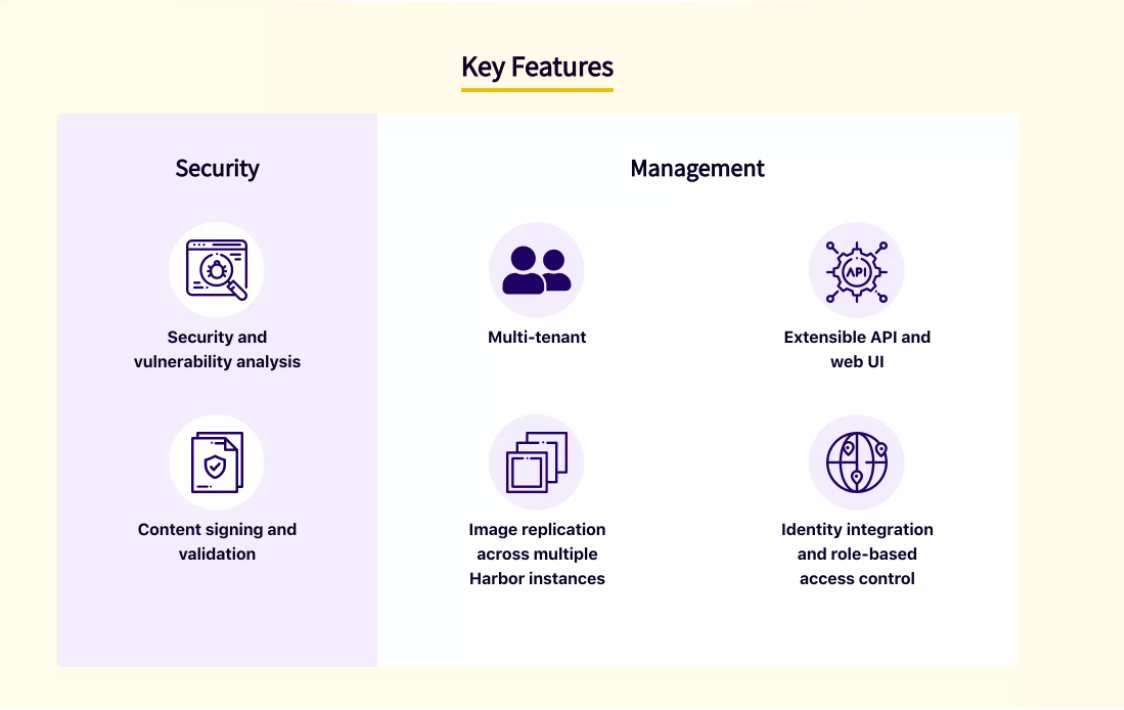 Key Features
Security
Security and
vulnerability analysis
Content signing and
validation
Management
Multi-tenant
API
Extensible API and
web UI
Image replication
across multiple
Harbor instances
Identity integration
and role-based
access control